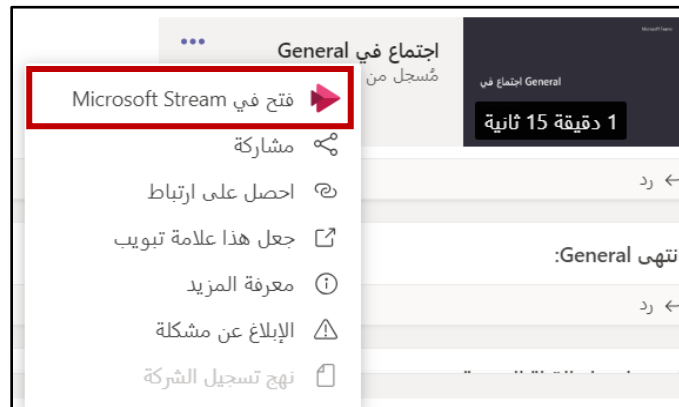 اجتماع في General
مُسجل من
Microsoft Teams
اجتماع في General
1 دقيقة 15 ثانية
فتح في Microsoft Stream
مشاركة
احصل على ارتباط
جعل هذا علامة تبويب
معرفة المزيد
الإبلاغ عن مشكلة
نهج تسجيل الشركة
رد
نتهى General:
رد